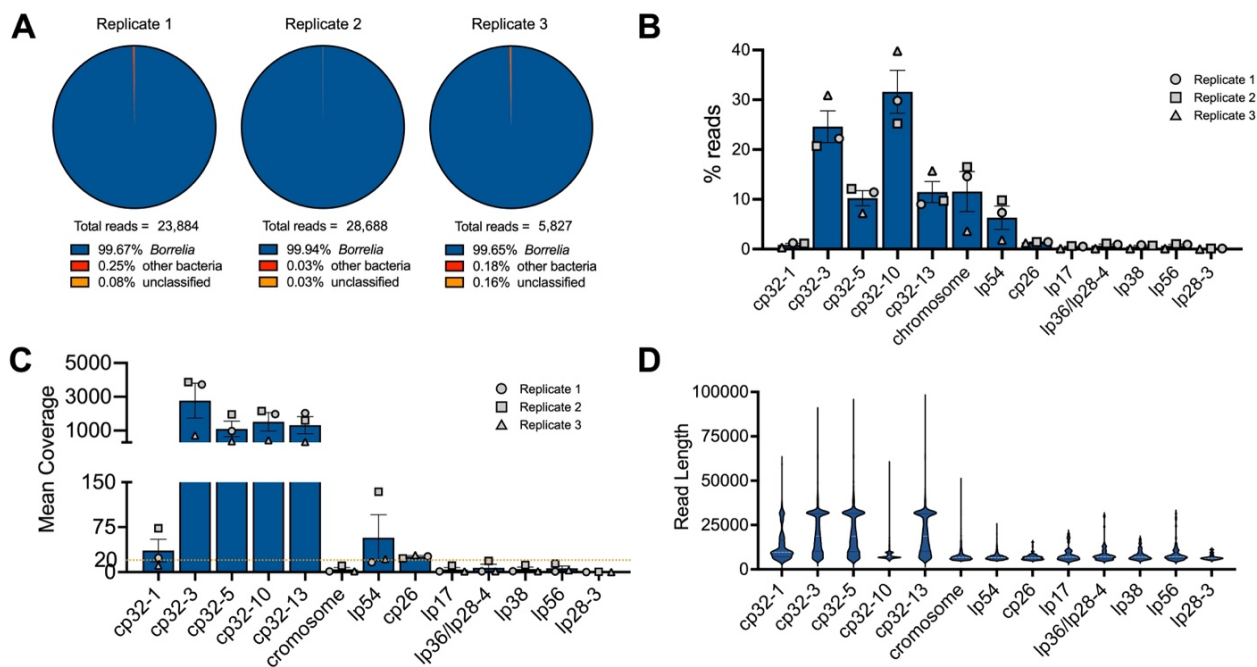 A
Replicate 1
Replicate 2
Replicate 3
Total reads = 23,884
Total reads = 28,688
Total reads = 5,827
99.67% Borrelia
0.25% other bacteria
0.08% unclassified
99.94% Borrelia
0.03% other bacteria
0.03% unclassified
99.65% Borrelia
0.18% other bacteria
0.16% unclassified
B
% reads
40
30
20
10
0
Replicate 1
Replicate 2
Replicate 3
cp32-1
cp32-3
cp32-5
cp32-10
cp32-13
chromosome
lp54
cp26
lp17
lp36/lp28-4
lp38
lp56
lp28-3
C
Mean Coverage
5000
3000
1000
150
75
20
0
Replicate 1
Replicate 2
Replicate 3
cp32-1
cp32-3
cp32-5
cp32-10
cp32-13
cromosome
lp54
cp26
lp17
lp36/lp28-4
lp38
lp56
lp28-3
D
Read Length
100000
75000
50000
25000
0
cp32-1
cp32-3
cp32-5
cp32-10
cp32-13
cromosome
lp54
cp26
lp17
lp36/lp28-4
lp38
lp56
lp28-3